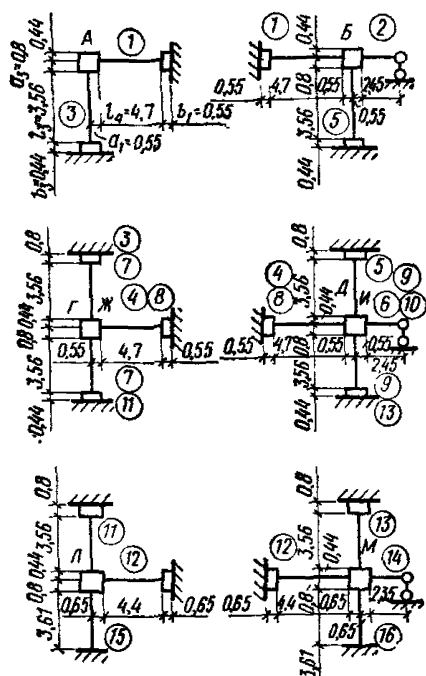 0,44 А ① Б ②
a₃=0,8
l₃=3,56 ③ l₄=4,7 b₁=0,55
b₃=0,44 a₁=0,55
① 0,44
0,55 4,7 0,8 0,55 2,45
3,56 ⑤ 0,55
0,44
0,8 ③
⑦
3,56 ④ ⑧
0,44 Г Ж
0,8
0,55 4,7 0,55
3,56 ⑦
0,44 ⑪
0,8 ⑤ ⑨
④ ⑧ 3,56 Д И ⑥ ⑩
0,44
0,55 4,7 0,8 0,55 0,55
2,45
3,56 ⑨
0,44 ⑬
0,8
3,56 ⑪
0,44 Л ⑫
0,8
0,65 4,4 0,65
3,61 ⑮
0,8
⑬
⑫ 3,56 М ⑭
0,44
0,65 4,4 0,8 0,65 2,35
0,65
3,61 ⑯